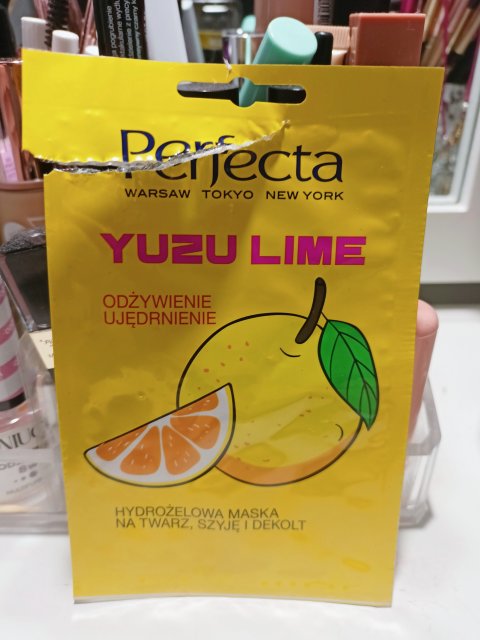 Perfecta
WARSAW TOKYO NEW YORK
YUZU LIME
ODŻYWIENIE
UJĘDRNIENIE
HYDROŻELOWA MASKA
NA TWARZ, SZYJĘ I DEKOLT